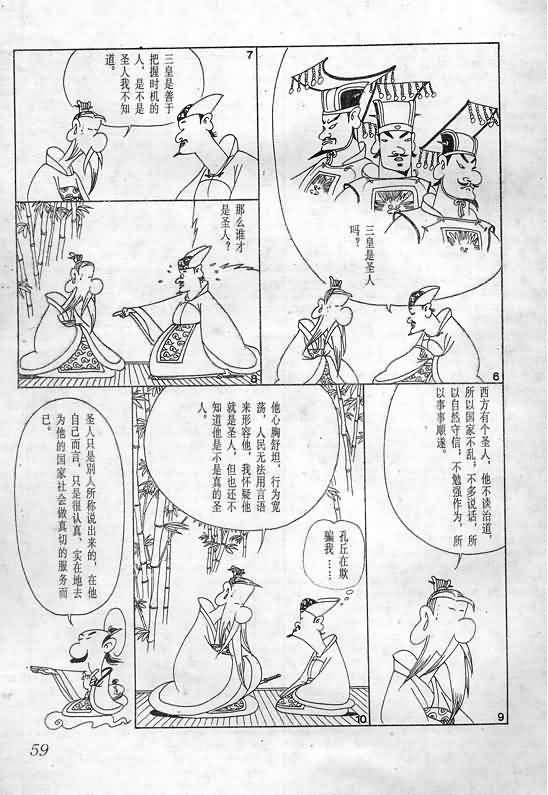 三皇是圣人
吗？
6
三皇是善于
把握时机的
人，是不是
圣人我不知
道。
7
那么谁才
是圣人？
8
西方有个圣人，他不谈治道，
所以国家不乱，不多说话，所
以自然守信，不勉强作为，所
以事事顺遂。
9
他心胸舒坦，行为宽
荡，人民无法用言语
来形容他，我怀疑他
就是圣人，但也还不
知道他是不是真的圣
人。
孔丘在欺
骗我……
10
圣人只是别人所称说出来的，在他
自己而言，只是很认真，实在地去
为他的国家社会做真切的服务而
已。
59